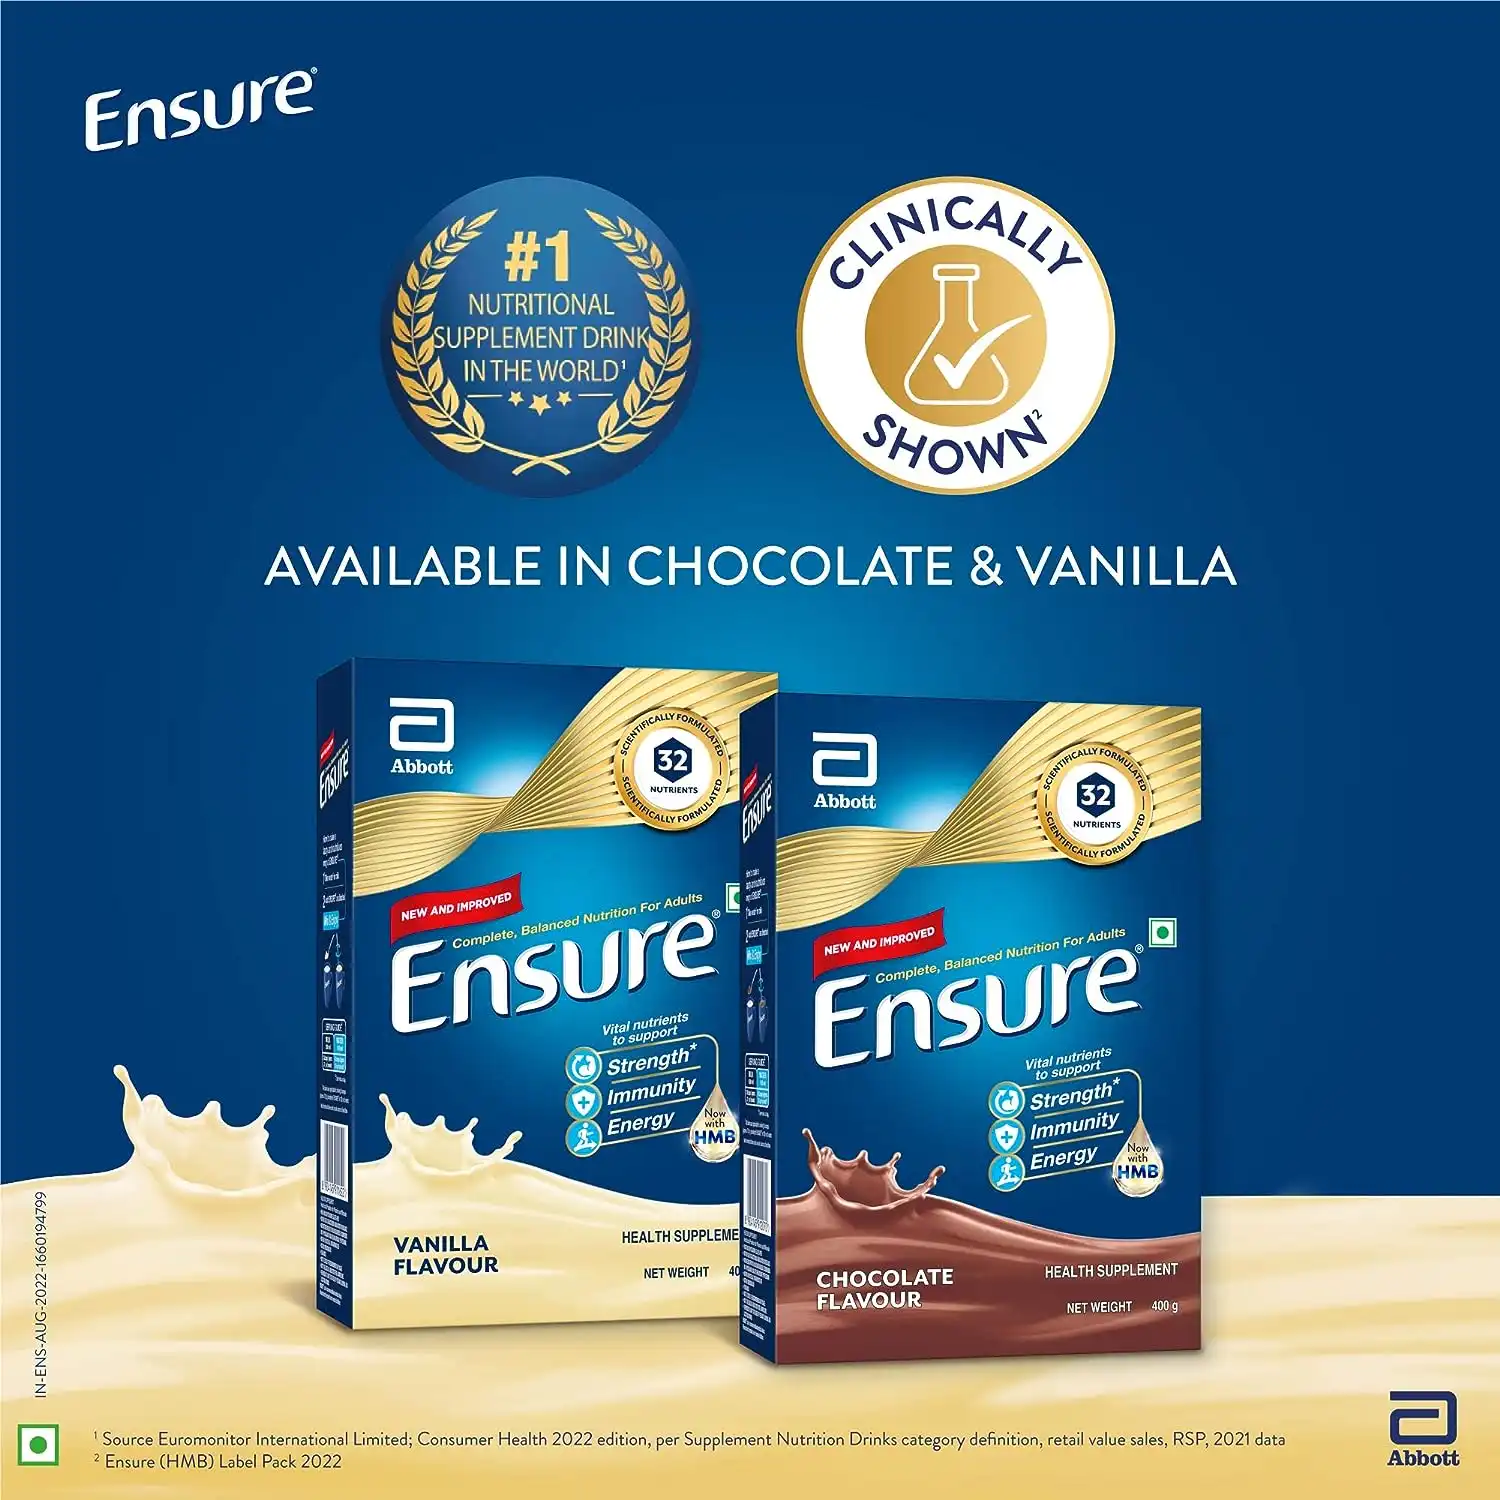 Ensure®
#1
NUTRITIONAL
SUPPLEMENT DRINK
IN THE WORLD¹
CLINICALLY
SHOWN²
AVAILABLE IN CHOCOLATE & VANILLA
Abbott
SCIENTIFICALLY FORMULATED
32
NUTRIENTS
SCIENTIFICALLY FORMULATED
NEW AND IMPROVED
Complete, Balanced Nutrition For Adults
Ensure®
Vital nutrients
to support
Strength*
Immunity
Energy
Now
with
HMB
VANILLA
FLAVOUR
HEALTH SUPPLEME
NET WEIGHT 40
Ensure
Abbott
SCIENTIFICALLY FORMULATED
32
NUTRIENTS
SCIENTIFICALLY FORMULATED
NEW AND IMPROVED
Complete, Balanced Nutrition For Adults
Ensure®
Vital nutrients
to support
Strength*
Immunity
Energy
Now
with
HMB
CHOCOLATE
FLAVOUR
HEALTH SUPPLEMENT
NET WEIGHT 400 g
Ensure
IN-ENS-AUG-2022-1660194799
¹ Source Euromonitor International Limited; Consumer Health 2022 edition, per Supplement Nutrition Drinks category definition, retail value sales, RSP, 2021 data
² Ensure (HMB) Label Pack 2022
Abbott